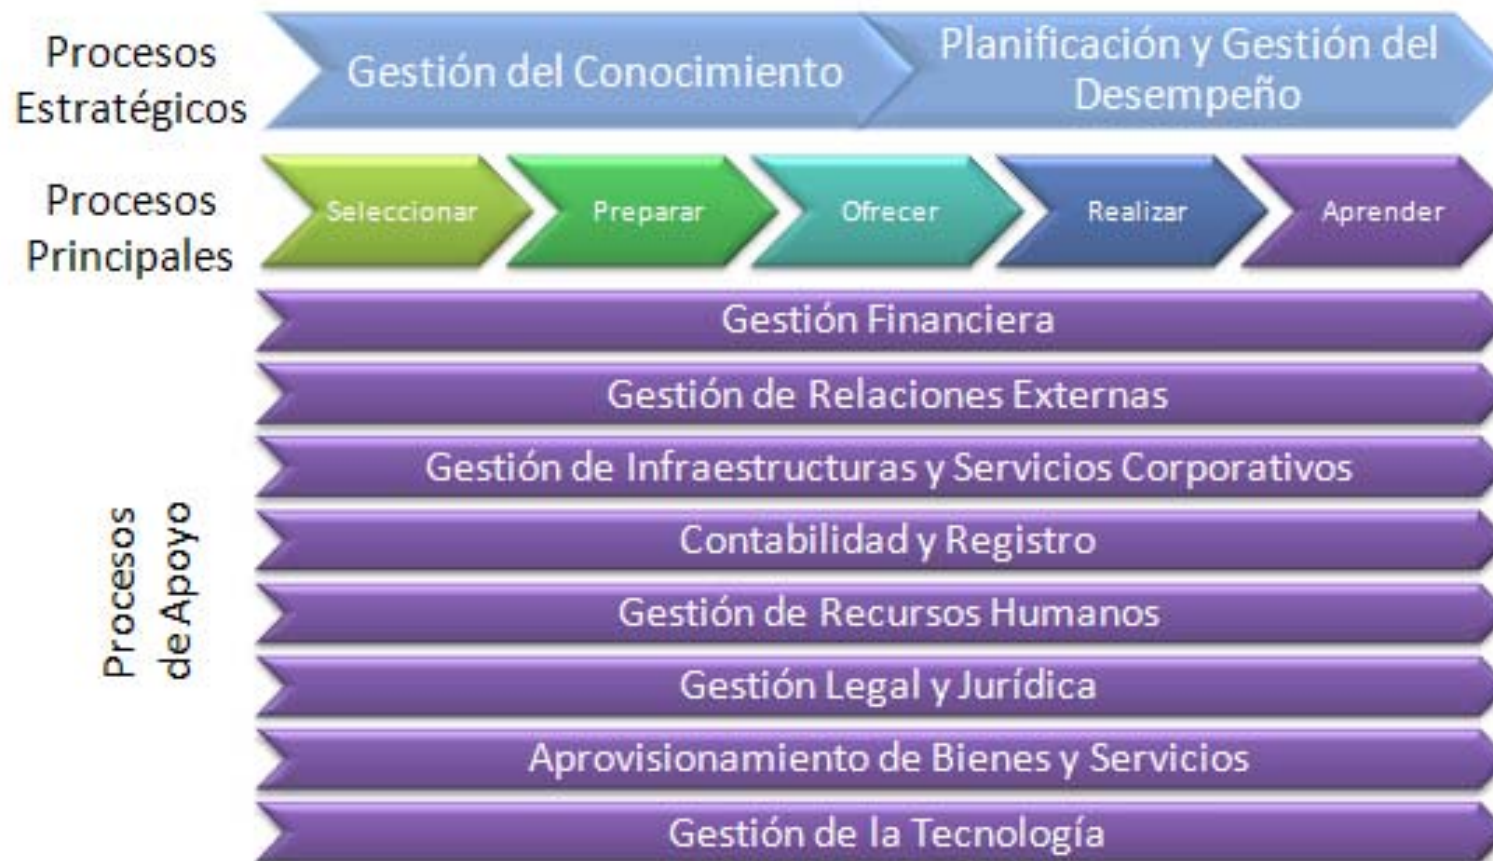 Procesos
Estratégicos
Gestión del Conocimiento
Planificación y Gestión del
Desempeño
Procesos
Principales
Seleccionar
Preparar
Ofrecer
Realizar
Aprender
Procesos
de Apoyo
Gestión Financiera
Gestión de Relaciones Externas
Gestión de Infraestructuras y Servicios Corporativos
Contabilidad y Registro
Gestión de Recursos Humanos
Gestión Legal y Jurídica
Aprovisionamiento de Bienes y Servicios
Gestión de la Tecnología